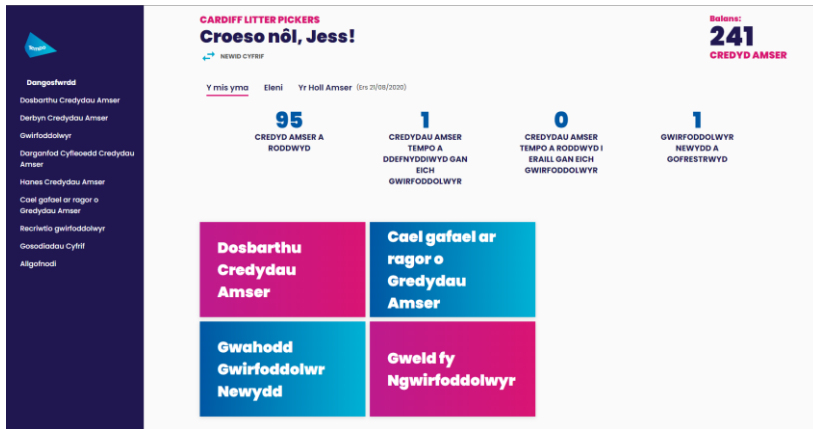 tempo
Dangosfwrdd
Dosbarthu Credydau Amser
Derbyn Credydau Amser
Gwirfoddolwyr
Darganfod Cyfleoedd Credydau
Amser
Hanes Credydau Amser
Cael gafael ar ragor o
Gredydau Amser
Recriwtio gwirfoddolwyr
Gosodiadau Cyfrif
Allgofnodi
CARDIFF LITTER PICKERS
Croeso nôl, Jess!
NEWID CYFRIF
Balans:
241
CREDYD AMSER
Y mis yma Eleni Yr Holl Amser (Ers 21/08/2020)
95
CREDYD AMSER A
RODDWYD
1
CREDYDAU AMSER
TEMPO A
DDEFNYDDIWYD GAN
EICH
GWIRFODDOLWYR
0
CREDYDAU AMSER
TEMPO A RODDWYD I
ERAILL GAN EICH
GWIRFODDOLWYR
1
GWIRFODDOLWYR
NEWYDD A
GOFRESTRWYD
Dosbarthu
Credydau
Amser
Cael gafael ar
ragor o
Gredydau
Amser
Gwahodd
Gwirfoddolwr
Newydd
Gweld fy
Ngwirfoddolwyr